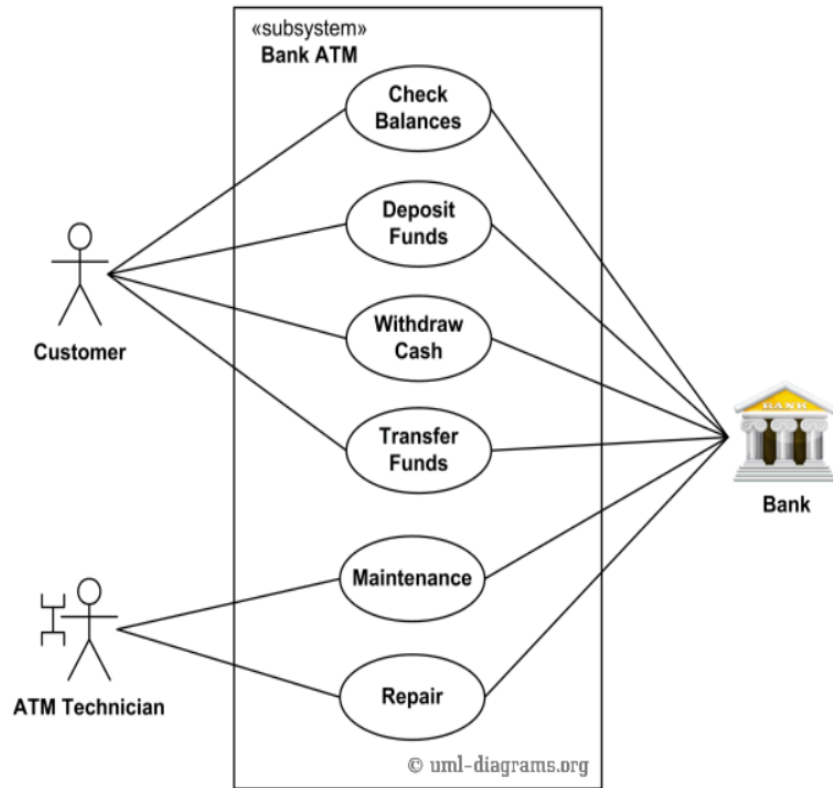 «subsystem»
Bank ATM
Check
Balances
Deposit
Funds
Customer
Withdraw
Cash
Transfer
Funds
BANK
Bank
Maintenance
ATM Technician
Repair
© uml-diagrams.org